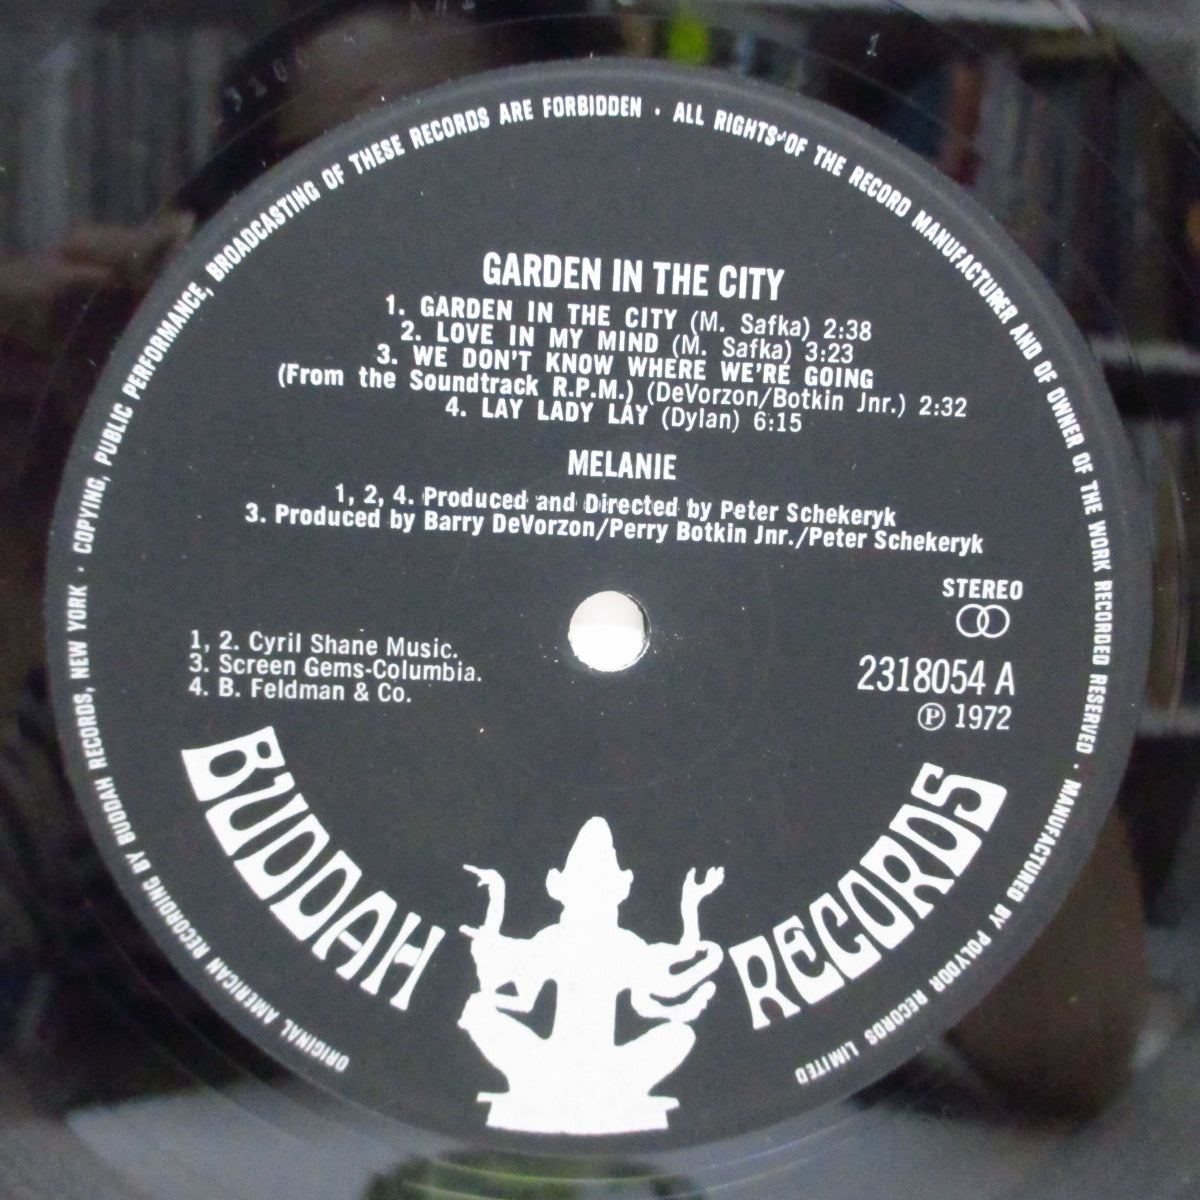 ORIGINAL AMERICAN RECORDING BY BUDDAH RECORDS, NEW YORK · COPYING, PUBLIC PERFORMANCE, BROADCASTING OF THESE RECORDS ARE FORBIDDEN · ALL RIGHTS OF THE RECORD MANUFACTURER AND OF OWNER OF THE WORK RECORDED RESERVED · MANUFACTURED BY POLYDOR RECORDS LIMITED
GARDEN IN THE CITY
1. GARDEN IN THE CITY (M. Safka) 2:38
2. LOVE IN MY MIND (M. Safka) 3:23
3. WE DON'T KNOW WHERE WE'RE GOING
(From the Soundtrack R.P.M.) (DeVorzon/Botkin Jnr.) 2:32
4. LAY LADY LAY (Dylan) 6:15
MELANIE
1, 2, 4. Produced and Directed by Peter Schekeryk
3. Produced by Barry DeVorzon/Perry Botkin Jnr./Peter Schekeryk
STEREO
1, 2. Cyril Shane Music.
3. Screen Gems-Columbia.
4. B. Feldman & Co.
2318054 A
℗ 1972
BUDDAH RECORDS